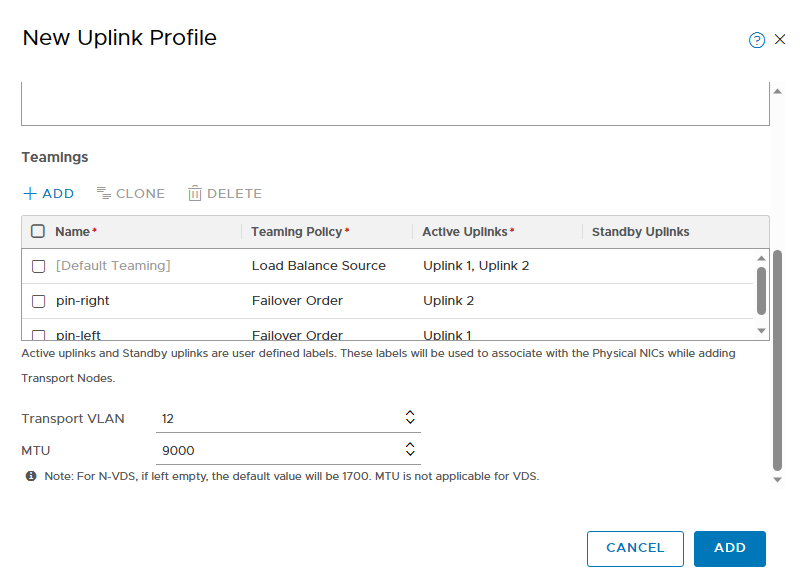 New Uplink Profile
Teamings
ADD CLONE DELETE
Name* Teaming Policy* Active Uplinks* Standby Uplinks
[Default Teaming] Load Balance Source Uplink 1, Uplink 2
pin-right Failover Order Uplink 2
pin-left Failover Order Uplink 1
Active uplinks and Standby uplinks are user defined labels. These labels will be used to associate with the Physical NICs while adding
Transport Nodes.
Transport VLAN 12
MTU 9000
Note: For N-VDS, if left empty, the default value will be 1700. MTU is not applicable for VDS.
CANCEL ADD